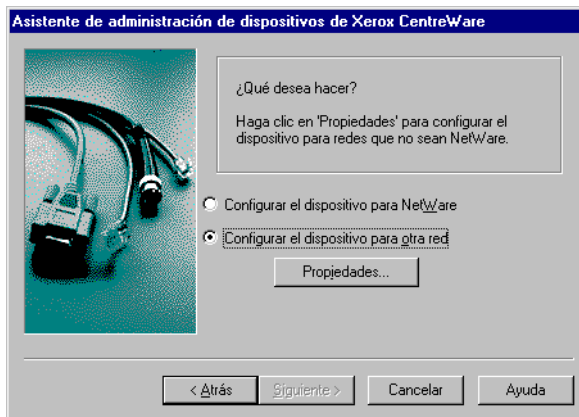 Asistente de administración de dispositivos de Xerox CentreWare
¿Qué desea hacer?
Haga clic en 'Propiedades' para configurar el
dispositivo para redes que no sean NetWare.
Configurar el dispositivo para NetWare
Configurar el dispositivo para otra red
Propiedades...
< Atrás
Siguiente >
Cancelar
Ayuda